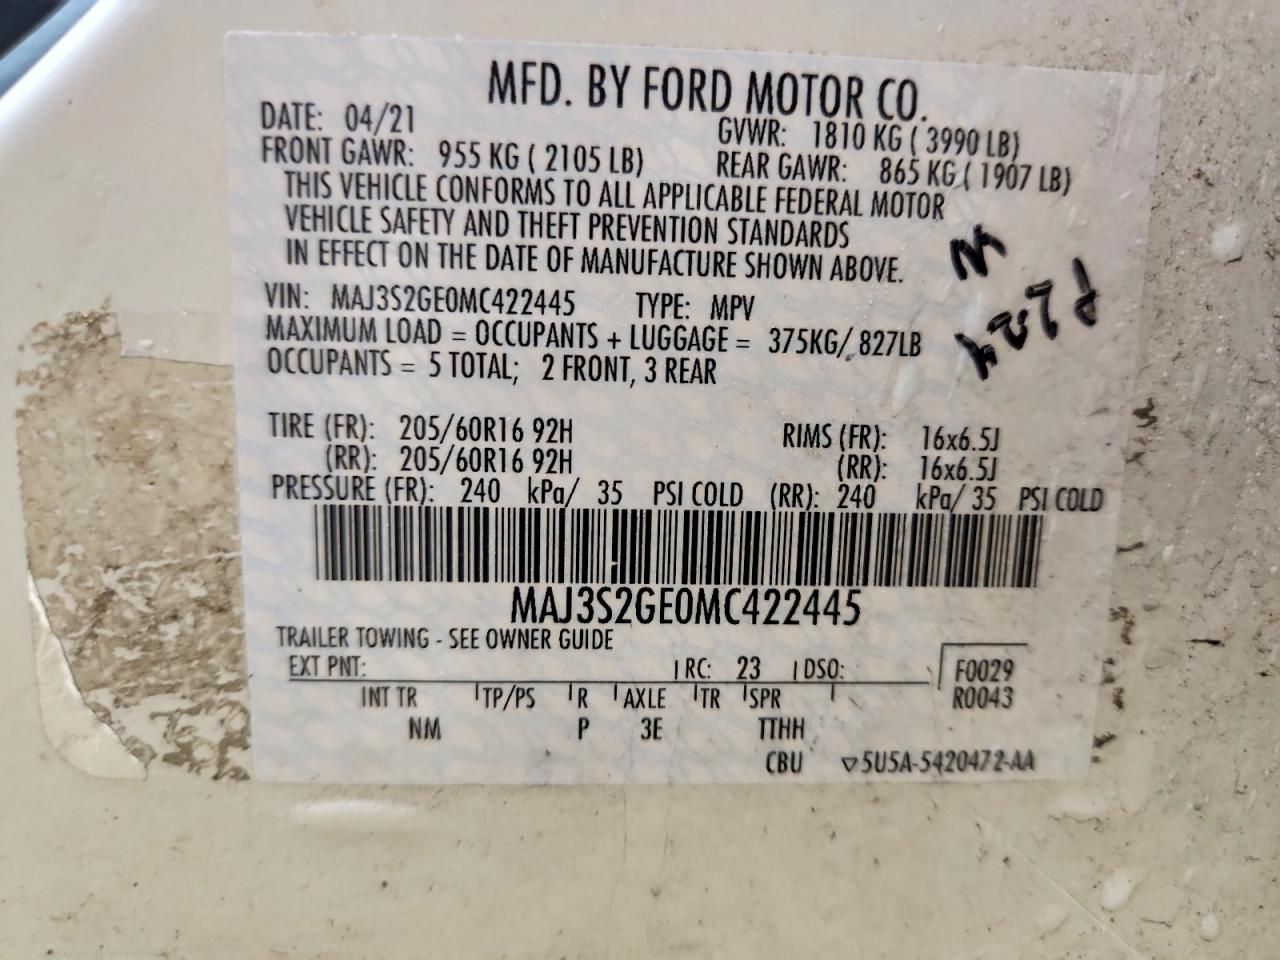 MFD. BY FORD MOTOR CO.
DATE: 04/21 GVWR: 1810 KG ( 3990 LB)
FRONT GAWR: 955 KG ( 2105 LB) REAR GAWR: 865 KG ( 1907 LB)
THIS VEHICLE CONFORMS TO ALL APPLICABLE FEDERAL MOTOR
VEHICLE SAFETY AND THEFT PREVENTION STANDARDS
IN EFFECT ON THE DATE OF MANUFACTURE SHOWN ABOVE.
VIN: MAJ3S2GE0MC422445 TYPE: MPV
MAXIMUM LOAD = OCCUPANTS + LUGGAGE = 375KG/ 827LB
OCCUPANTS = 5 TOTAL; 2 FRONT, 3 REAR
TIRE (FR): 205/60R16 92H RIMS (FR): 16x6.5J
(RR): 205/60R16 92H (RR): 16x6.5J
PRESSURE (FR): 240 kPa/ 35 PSI COLD (RR): 240 kPa/ 35 PSI COLD
MAJ3S2GE0MC422445
TRAILER TOWING - SEE OWNER GUIDE
EXT PNT: RC: 23 DSO: F0029
INT TR TP/PS R AXLE TR SPR R0043
NM P 3E TTHH
CBU ▽5U5A-5420472-AA